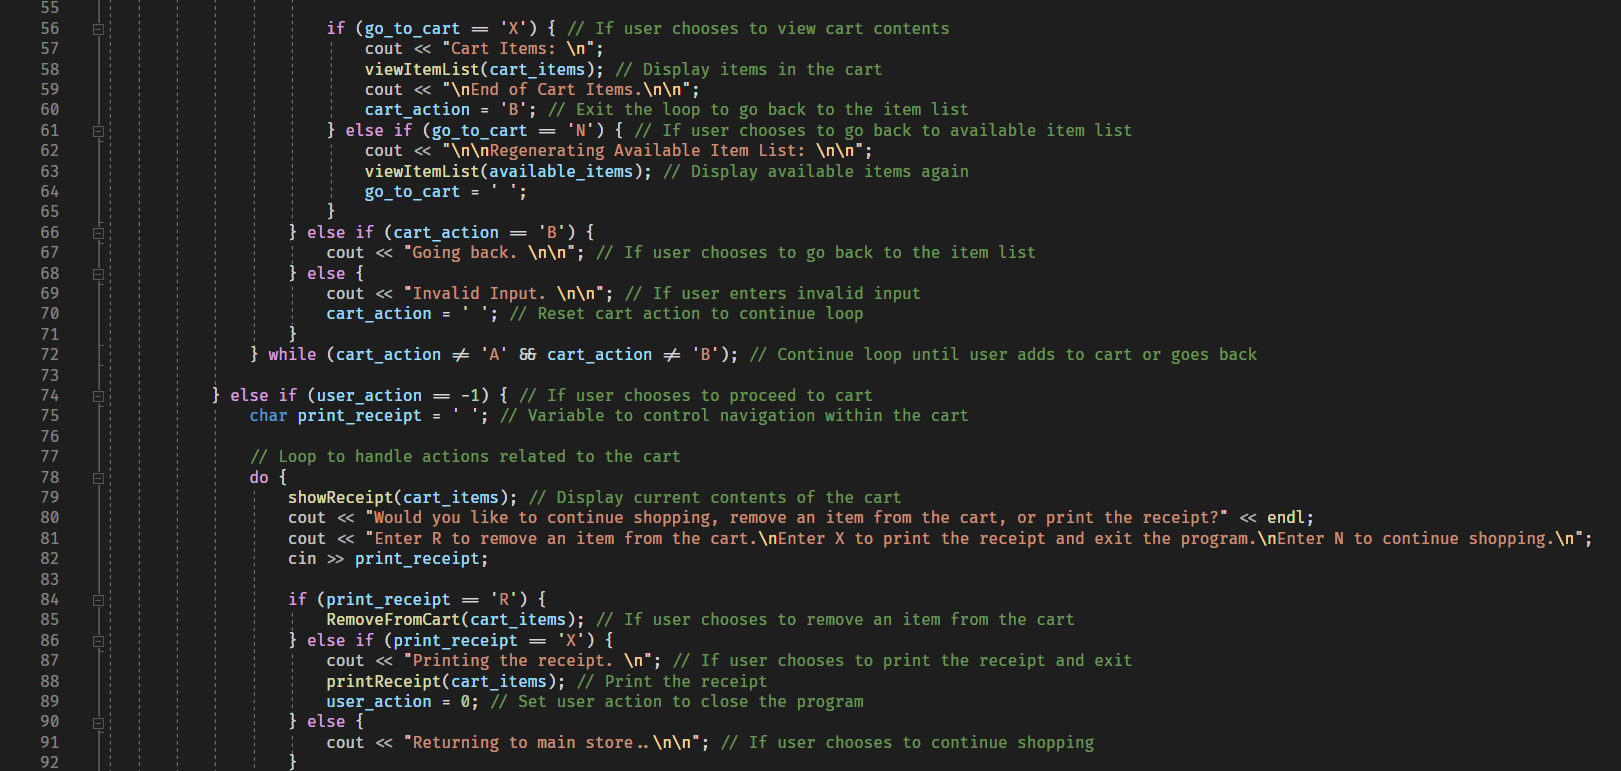 55
56 if (go_to_cart == 'X') { // If user chooses to view cart contents
57 cout << "Cart Items: \n";
58 viewItemList(cart_items); // Display items in the cart
59 cout << "\nEnd of Cart Items.\n\n";
60 cart_action = 'B'; // Exit the loop to go back to the item list
61 } else if (go_to_cart == 'N') { // If user chooses to go back to available item list
62 cout << "\n\nRegenerating Available Item List: \n\n";
63 viewItemList(available_items); // Display available items again
64 go_to_cart = ' ';
65 }
66 } else if (cart_action == 'B') {
67 cout << "Going back. \n\n"; // If user chooses to go back to the item list
68 } else {
69 cout << "Invalid Input. \n\n"; // If user enters invalid input
70 cart_action = ' '; // Reset cart action to continue loop
71 }
72 } while (cart_action != 'A' && cart_action != 'B'); // Continue loop until user adds to cart or goes back
73
74 } else if (user_action == -1) { // If user chooses to proceed to cart
75 char print_receipt = ' '; // Variable to control navigation within the cart
76
77 // Loop to handle actions related to the cart
78 do {
79 showReceipt(cart_items); // Display current contents of the cart
80 cout << "Would you like to continue shopping, remove an item from the cart, or print the receipt?" << endl;
81 cout << "Enter R to remove an item from the cart.\nEnter X to print the receipt and exit the program.\nEnter N to continue shopping.\n";
82 cin >> print_receipt;
83
84 if (print_receipt == 'R') {
85 RemoveFromCart(cart_items); // If user chooses to remove an item from the cart
86 } else if (print_receipt == 'X') {
87 cout << "Printing the receipt. \n"; // If user chooses to print the receipt and exit
88 printReceipt(cart_items); // Print the receipt
89 user_action = 0; // Set user action to close the program
90 } else {
91 cout << "Returning to main store..\n\n"; // If user chooses to continue shopping
92 }